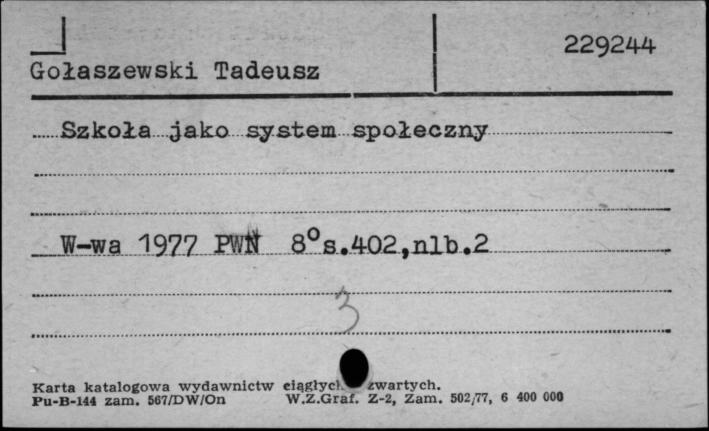 229244
Gołaszewski Tadeusz
Szkoła jako system społeczny
W-wa 1977 PWN 8° s.402,nlb.2
3
Karta katalogowa wydawnictw ciągłych zwartych.
Pu-B-144 zam. 567/DW/On W.Z.Graf. Z-2, Zam. 502/77, 6 400 000